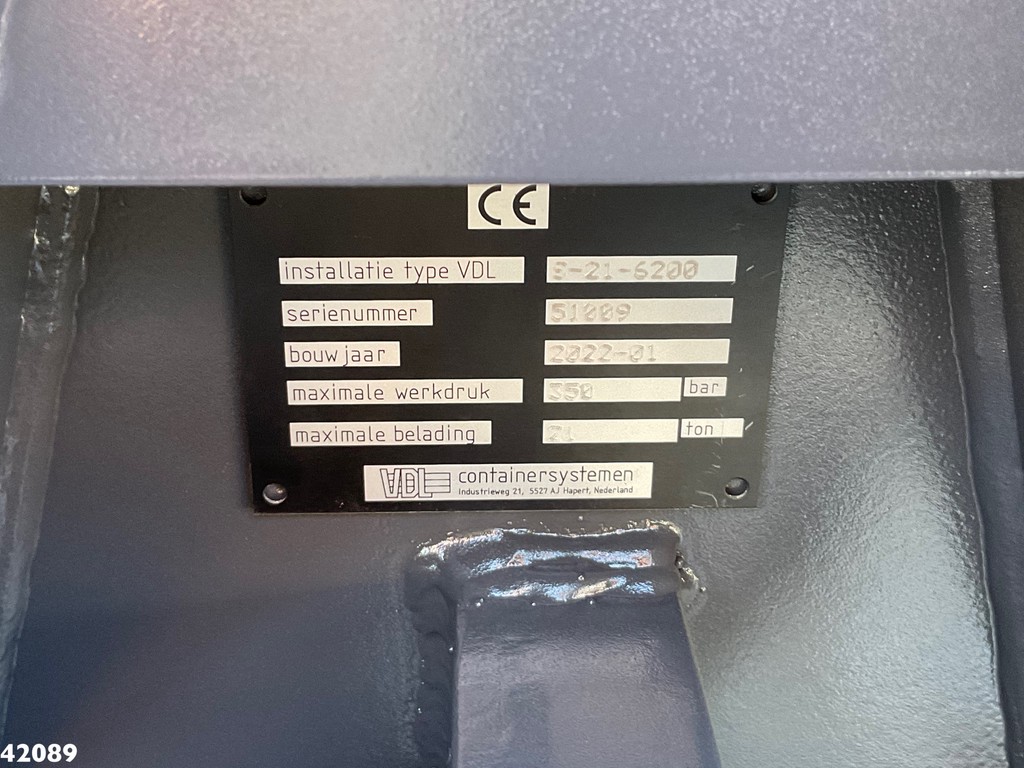 CE
installatie type VDL S-21-6200
serienummer 51009
bouwjaar 2022-01
maximale werkdruk 350 bar
maximale belading 21 ton
VDL containersystemen
Industrieweg 21, 5527 AJ Hapert, Nederland
42089